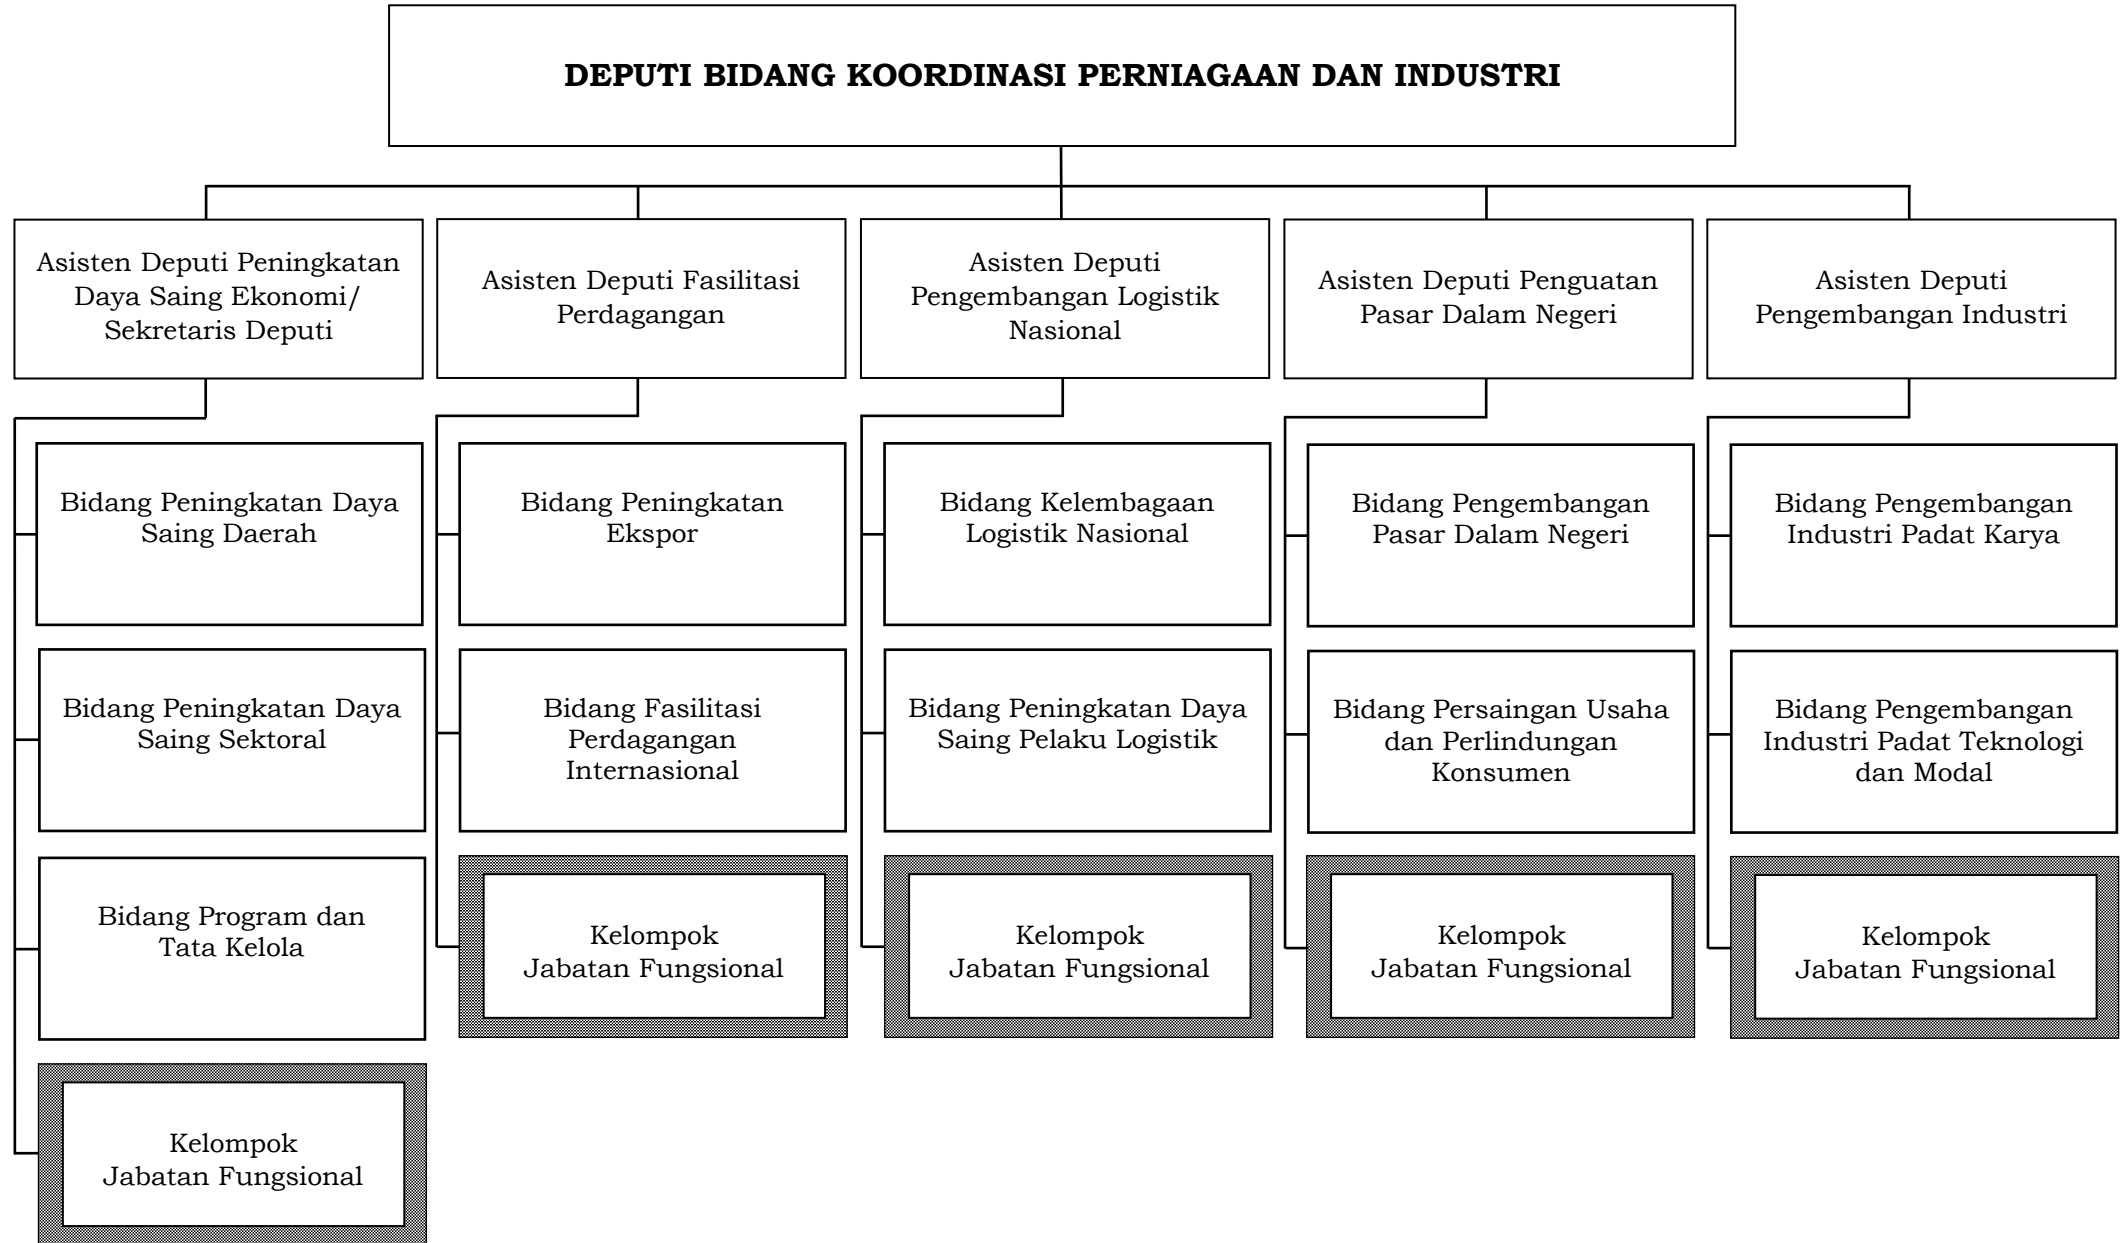 DEPUTI BIDANG KOORDINASI PERNIAGAAN DAN INDUSTRI
Asisten Deputi Peningkatan
Daya Saing Ekonomi/
Sekretaris Deputi
Asisten Deputi Fasilitasi
Perdagangan
Asisten Deputi
Pengembangan Logistik
Nasional
Asisten Deputi Penguatan
Pasar Dalam Negeri
Asisten Deputi
Pengembangan Industri
Bidang Peningkatan Daya
Saing Daerah
Bidang Peningkatan
Ekspor
Bidang Kelembagaan
Logistik Nasional
Bidang Pengembangan
Pasar Dalam Negeri
Bidang Pengembangan
Industri Padat Karya
Bidang Peningkatan Daya
Saing Sektoral
Bidang Fasilitasi
Perdagangan
Internasional
Bidang Peningkatan Daya
Saing Pelaku Logistik
Bidang Persaingan Usaha
dan Perlindungan
Konsumen
Bidang Pengembangan
Industri Padat Teknologi
dan Modal
Bidang Program dan
Tata Kelola
Kelompok
Jabatan Fungsional
Kelompok
Jabatan Fungsional
Kelompok
Jabatan Fungsional
Kelompok
Jabatan Fungsional
Kelompok
Jabatan Fungsional